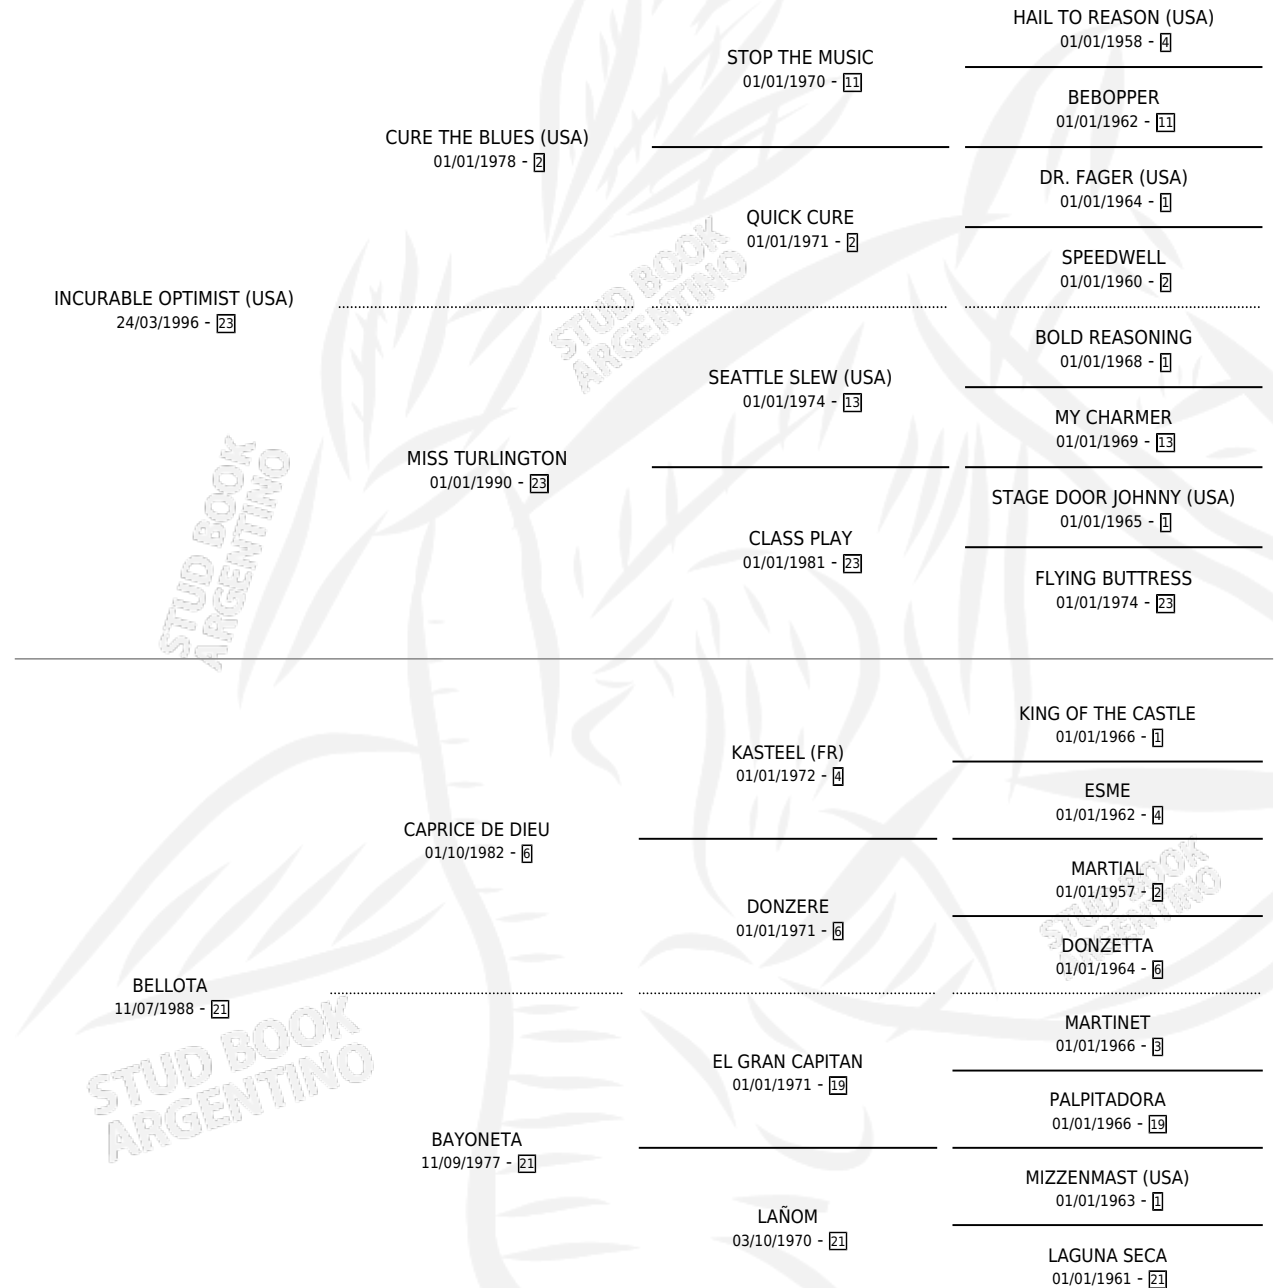 HAIL TO REASON (USA)
01/01/1958 - 4
STOP THE MUSIC
01/01/1970 - 11
BEBOPPER
01/01/1962 - 11
CURE THE BLUES (USA)
01/01/1978 - 2
DR. FAGER (USA)
01/01/1964 - 1
QUICK CURE
01/01/1971 - 2
SPEEDWELL
01/01/1960 - 2
INCURABLE OPTIMIST (USA)
24/03/1996 - 23
BOLD REASONING
01/01/1968 - 1
SEATTLE SLEW (USA)
01/01/1974 - 13
MY CHARMER
01/01/1969 - 13
MISS TURLINGTON
01/01/1990 - 23
STAGE DOOR JOHNNY (USA)
01/01/1965 - 1
CLASS PLAY
01/01/1981 - 23
FLYING BUTTRESS
01/01/1974 - 23
KING OF THE CASTLE
01/01/1966 - 1
KASTEEL (FR)
01/01/1972 - 4
ESME
01/01/1962 - 4
CAPRICE DE DIEU
01/10/1982 - 6
MARTIAL
01/01/1957 - 2
DONZERE
01/01/1971 - 6
DONZETTA
01/01/1964 - 6
BELLOTA
11/07/1988 - 21
MARTINET
01/01/1966 - 3
EL GRAN CAPITAN
01/01/1971 - 19
PALPITADORA
01/01/1966 - 19
BAYONETA
11/09/1977 - 21
MIZZENMAST (USA)
01/01/1963 - 1
LAÑOM
03/10/1970 - 21
LAGUNA SECA
01/01/1961 - 21
STUD BOOK
ARGENTINO
STUD BOOK
ARGENTINO
STUD BOOK
ARGENTINO
STUD BOOK
ARGENTINO